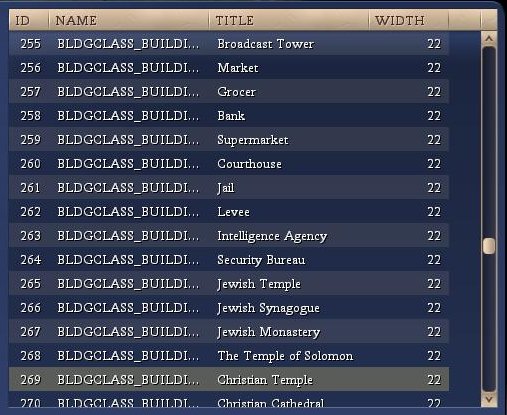 ID NAME TITLE WIDTH
255 BLDGCLASS_BUILDI... Broadcast Tower 22
256 BLDGCLASS_BUILDI... Market 22
257 BLDGCLASS_BUILDI... Grocer 22
258 BLDGCLASS_BUILDI... Bank 22
259 BLDGCLASS_BUILDI... Supermarket 22
260 BLDGCLASS_BUILDI... Courthouse 22
261 BLDGCLASS_BUILDI... Jail 22
262 BLDGCLASS_BUILDI... Levee 22
263 BLDGCLASS_BUILDI... Intelligence Agency 22
264 BLDGCLASS_BUILDI... Security Bureau 22
265 BLDGCLASS_BUILDI... Jewish Temple 22
266 BLDGCLASS_BUILDI... Jewish Synagogue 22
267 BLDGCLASS_BUILDI... Jewish Monastery 22
268 BLDGCLASS_BUILDI... The Temple of Solomon 22
269 BLDGCLASS_BUILDI... Christian Temple 22
270 BLDGCLASS_BUILDI... Christian Cathedral 22